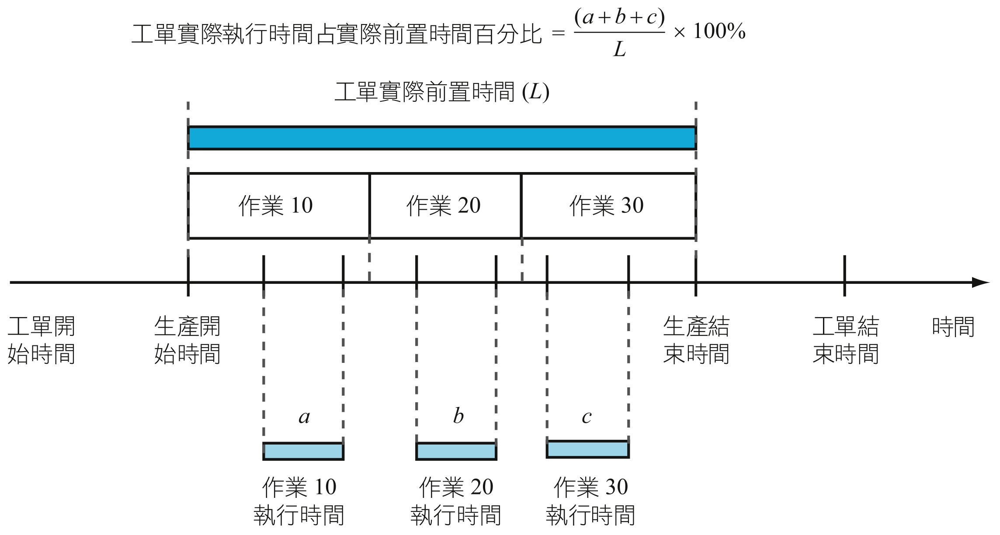 工單實際執行時間占實際前置時間百分比 = (a + b + c) / L × 100%
工單實際前置時間 (L)
作業 10
作業 20
作業 30
工單開
始時間
生產開
始時間
生產結
束時間
工單結
束時間
時間
a
b
c
作業 10
執行時間
作業 20
執行時間
作業 30
執行時間